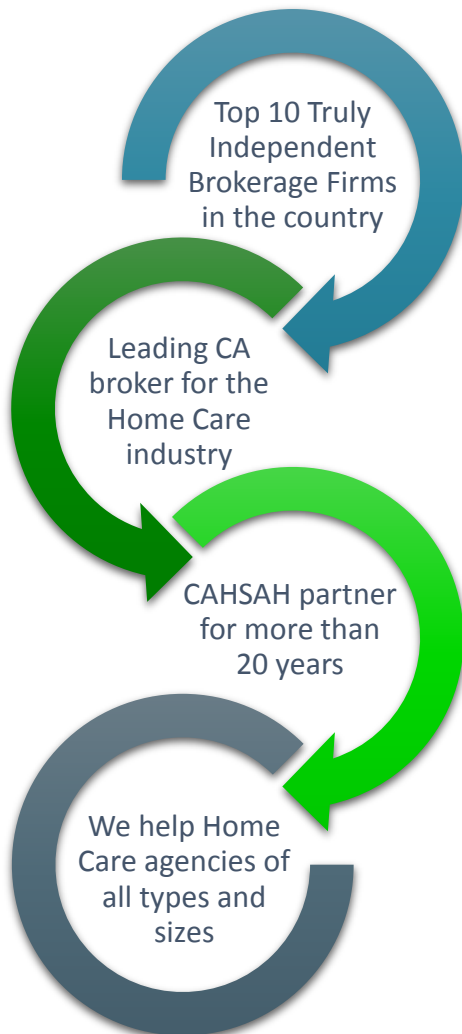 Top 10 Truly
Independent
Brokerage Firms
in the country
Leading CA
broker for the
Home Care
industry
CAHSAH partner
for more than
20 years
We help Home
Care agencies of
all types and
sizes